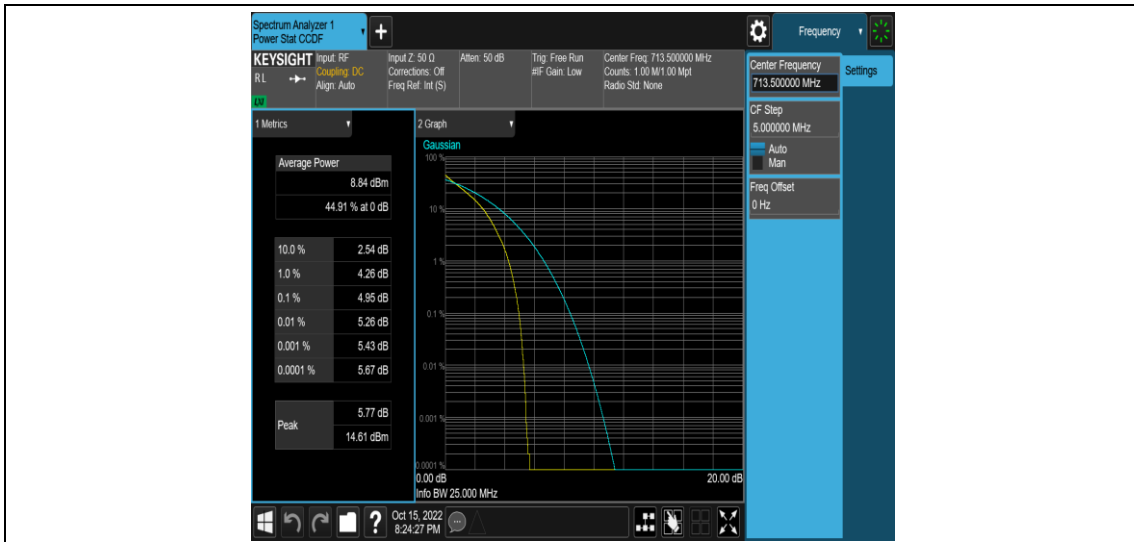 Spectrum Analyzer 1
Power Stat CCDF
+
Frequency
KEYSIGHT
RL
LXI
Input: RF
Coupling: DC
Align: Auto
Input Z: 50 Ω
Corrections: Off
Freq Ref: Int (S)
Atten: 50 dB
Trig: Free Run
#IF Gain: Low
Center Freq: 713.500000 MHz
Counts: 1.00 M/1.00 Mpt
Radio Std: None
Center Frequency
713.500000 MHz
Settings
CF Step
5.000000 MHz
Auto
Man
Freq Offset
0 Hz
1 Metrics
Average Power
8.84 dBm
44.91 % at 0 dB
10.0 % 2.54 dB
1.0 % 4.26 dB
0.1 % 4.95 dB
0.01 % 5.26 dB
0.001 % 5.43 dB
0.0001 % 5.67 dB
Peak
5.77 dB
14.61 dBm
2 Graph
Gaussian
100 %
10 %
1 %
0.1 %
0.01 %
0.001 %
0.0001 %
0.00 dB 20.00 dB
Info BW 25.000 MHz
?
Oct 15, 2022
8:24:27 PM